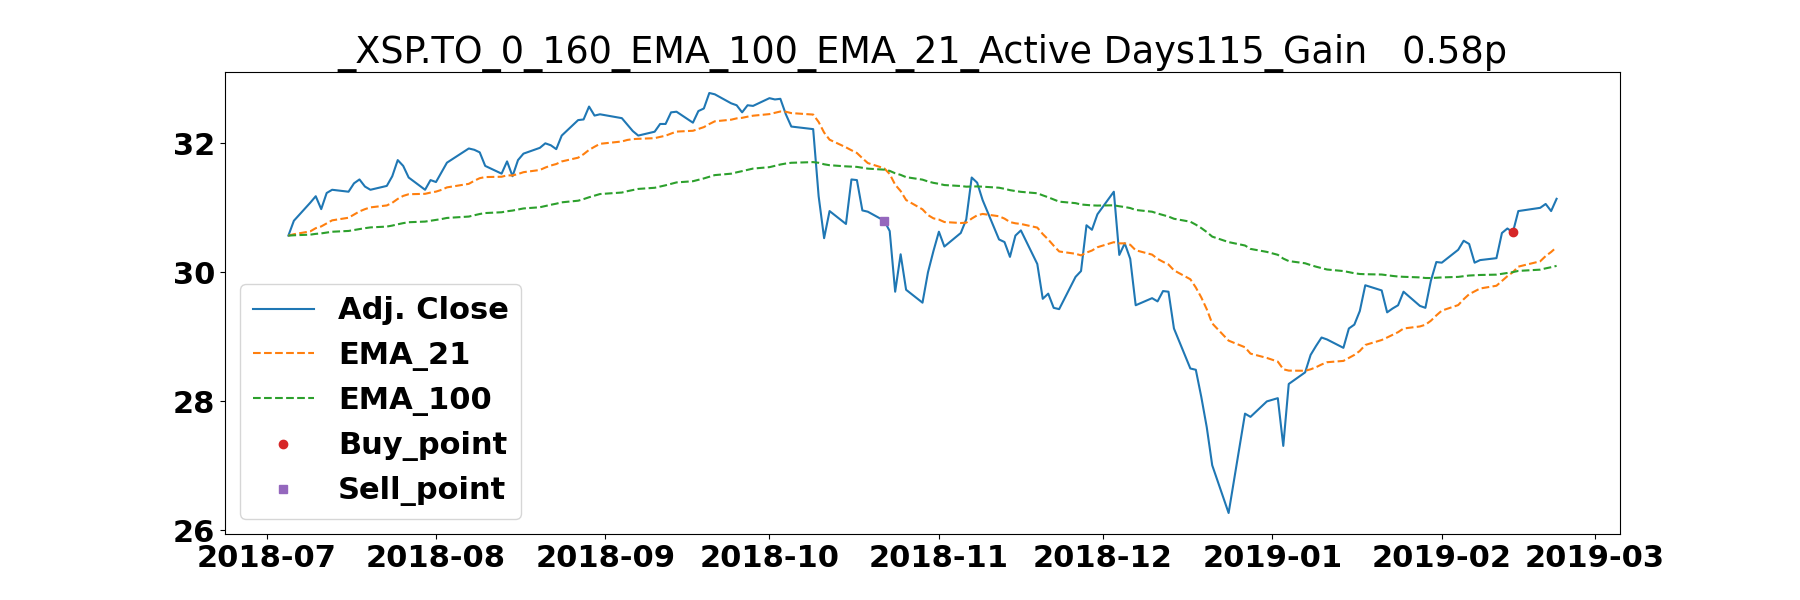 _XSP.TO_0_160_EMA_100_EMA_21_Active Days115_Gain   0.58p
32
30
28
26
Adj. Close
EMA_21
EMA_100
Buy_point
Sell_point
2018-07 2018-08 2018-09 2018-10 2018-11 2018-12 2019-01 2019-02 2019-03